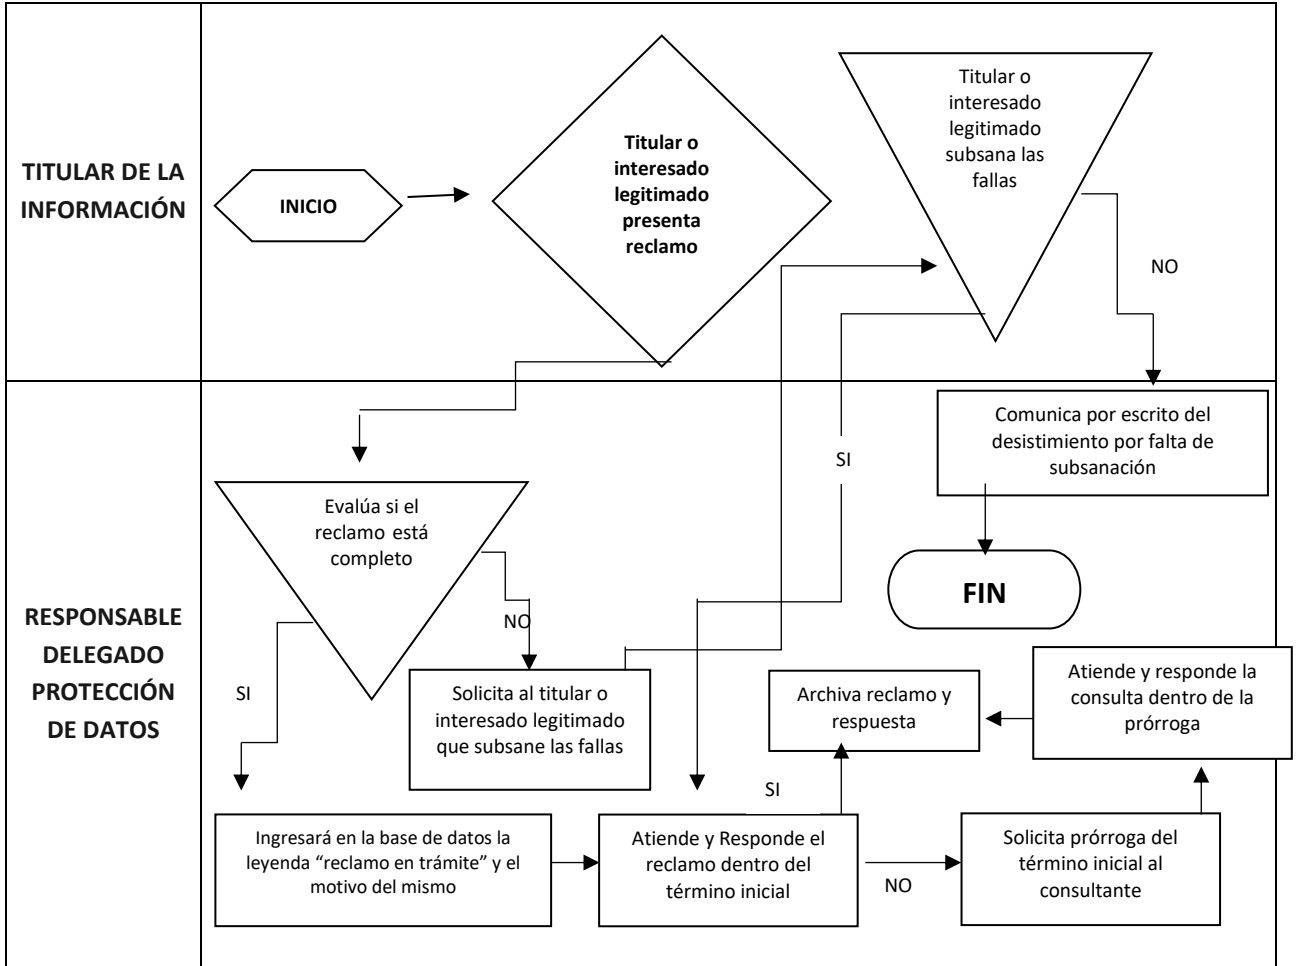 TITULAR DE LA
INFORMACIÓN
INICIO
Titular o
interesado
legitimado
presenta
reclamo
Titular o
interesado
legitimado
subsana las
fallas
NO
RESPONSABLE
DELEGADO
PROTECCIÓN
DE DATOS
Comunica por escrito del
desistimiento por falta de
subsanación
SI
Evalúa si el
reclamo está
completo
FIN
NO
SI
Solicita al titular o
interesado legitimado
que subsane las fallas
Archiva reclamo y
respuesta
Atiende y responde la
consulta dentro de la
prórroga
SI
Ingresará en la base de datos la
leyenda “reclamo en trámite” y el
motivo del mismo
Atiende y Responde el
reclamo dentro del
término inicial
NO
Solicita prórroga del
término inicial al
consultante